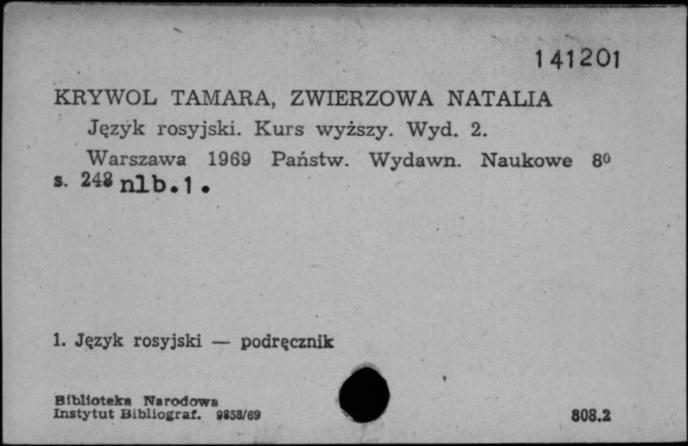 141201
KRYWOL TAMARA, ZWIERZOWA NATALIA
Język rosyjski. Kurs wyższy. Wyd. 2.
Warszawa 1969 Państw. Wydawn. Naukowe 8⁰
s. 248 nlb.1.
1. Język rosyjski — podręcznik
Biblioteka Narodowa
Instytut Bibliograf. 9858/69
808.2